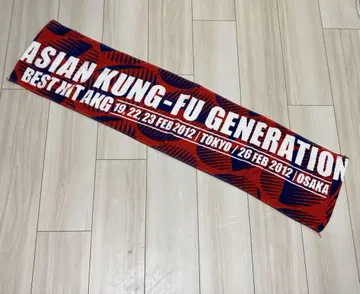 ASIAN KUNG-FU GENERATION
BEST HIT AKG 19, 22, 23 FEB 2012 / TOKYO / 26 FEB 2012 / OSAKA